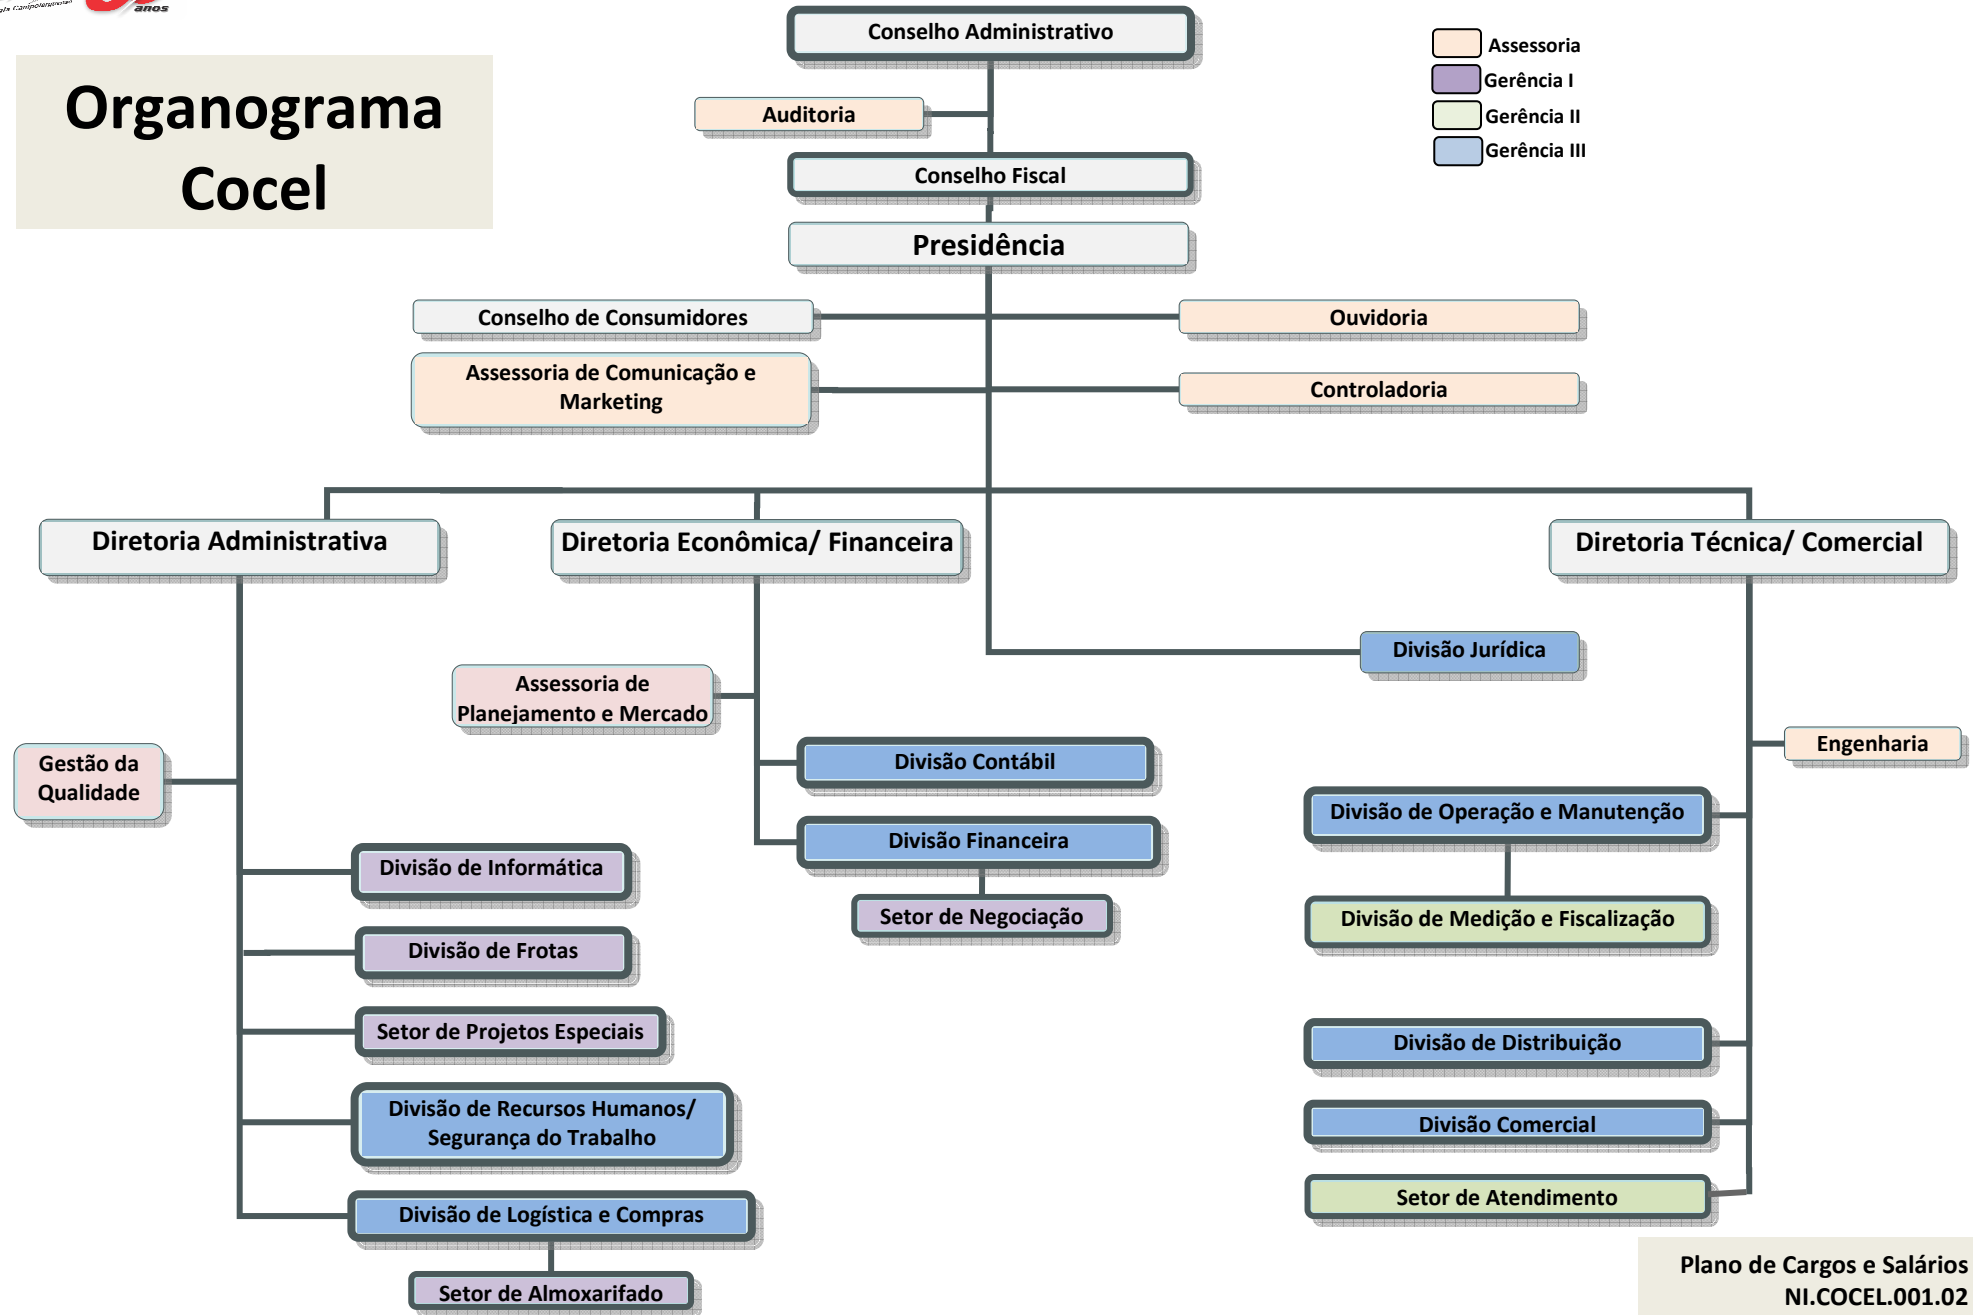 anos
Organograma
Cocel
Conselho Administrativo
Auditoria
Conselho Fiscal
Presidência
Assessoria
Gerência I
Gerência II
Gerência III
Conselho de Consumidores
Ouvidoria
Assessoria de Comunicação e
Marketing
Controladoria
Diretoria Administrativa
Diretoria Econômica/ Financeira
Diretoria Técnica/ Comercial
Divisão Jurídica
Assessoria de
Planejamento e Mercado
Engenharia
Gestão da
Qualidade
Divisão Contábil
Divisão de Operação e Manutenção
Divisão Financeira
Divisão de Informática
Setor de Negociação
Divisão de Medição e Fiscalização
Divisão de Frotas
Setor de Projetos Especiais
Divisão de Distribuição
Divisão de Recursos Humanos/
Segurança do Trabalho
Divisão Comercial
Setor de Atendimento
Divisão de Logística e Compras
Setor de Almoxarifado
Plano de Cargos e Salários
NI.COCEL.001.02